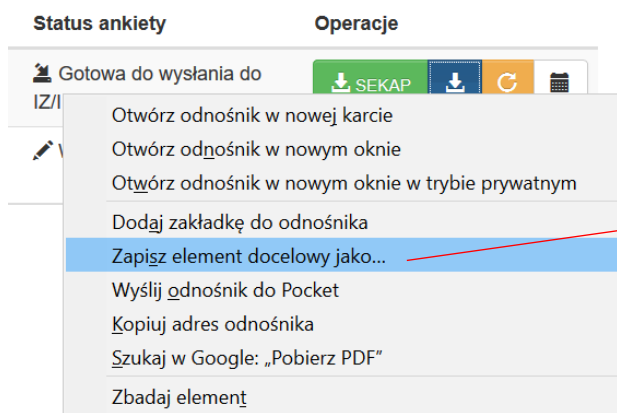 Status ankiety Operacje
Gotowa do wysłania do
SEKAP
IZ/I
Otwórz odnośnik w nowej karcie
Otwórz odnośnik w nowym oknie
Otwórz odnośnik w nowym oknie w trybie prywatnym
Dodaj zakładkę do odnośnika
Zapisz element docelowy jako...
Wyślij odnośnik do Pocket
Kopiuj adres odnośnika
Szukaj w Google: „Pobierz PDF”
Zbadaj element